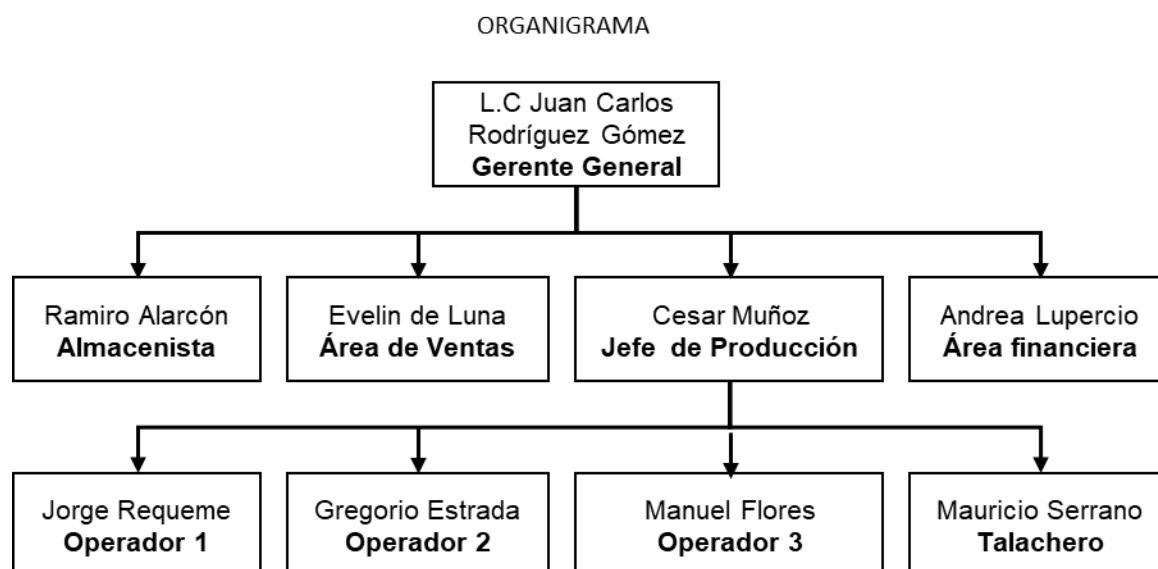 ORGANIGRAMA
L.C Juan Carlos
Rodríguez Gómez
Gerente General
Ramiro Alarcón
Almacenista
Evelin de Luna
Área de Ventas
Cesar Muñoz
Jefe de Producción
Andrea Lupercio
Área financiera
Jorge Requeme
Operador 1
Gregorio Estrada
Operador 2
Manuel Flores
Operador 3
Mauricio Serrano
Talachero